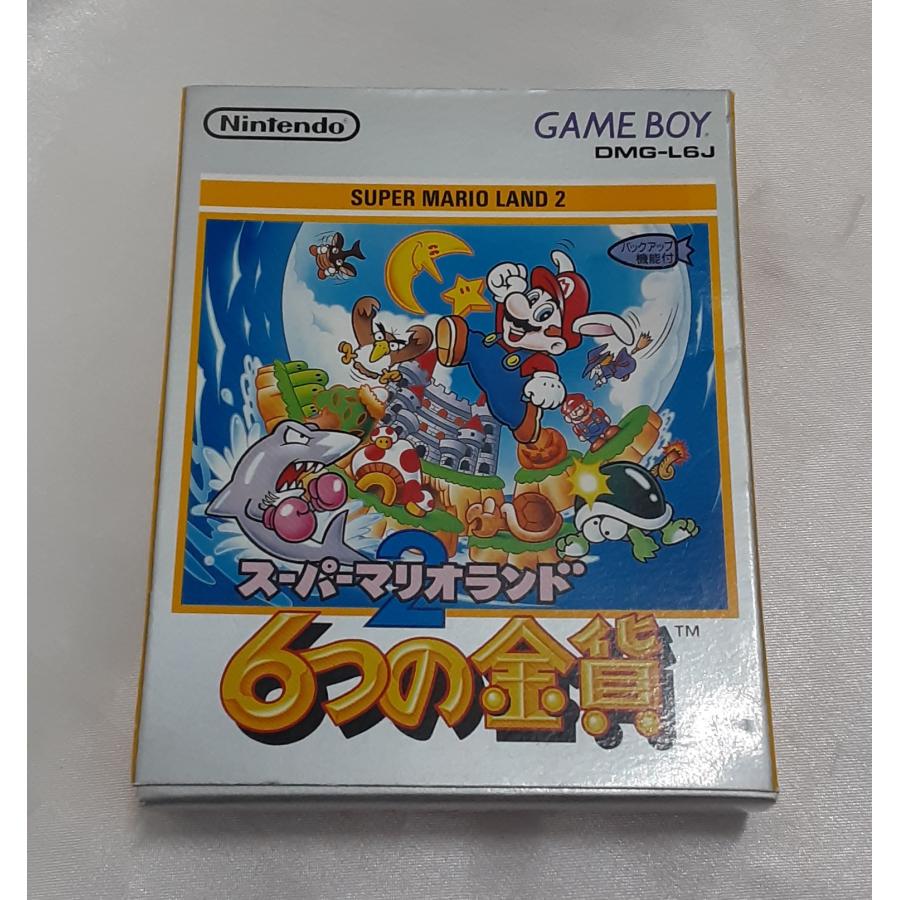 Nintendo
GAME BOY
DMG-L6J
SUPER MARIO LAND 2
バックアップ
機能付
スーパーマリオランド
2
6つの金貨™